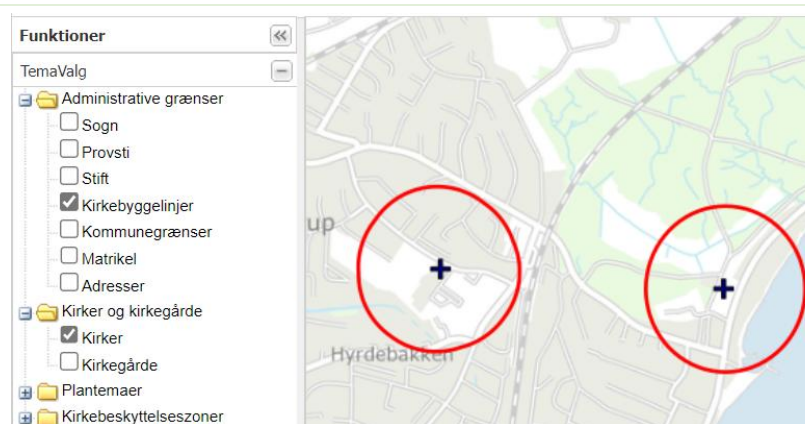 Funktioner
TemaValg
Administrative grænser
Sogn
Provsti
Stift
Kirkebyggelinjer
Kommunegrænser
Matrikel
Adresser
Kirker og kirkegårde
Kirker
Kirkegårde
Plantemaer
Kirkebeskyttelseszoner
up
Hyrdebakken